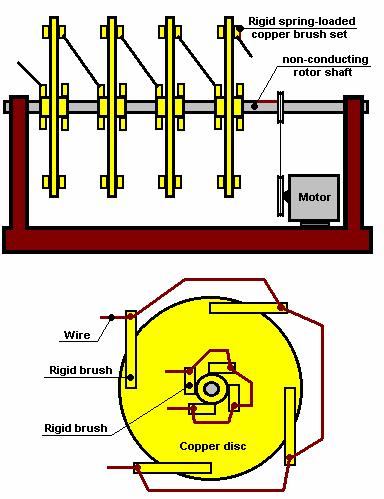 Rigid spring-loaded
copper brush set
non-conducting
rotor shaft
Motor
Wire
Rigid brush
Rigid brush
Copper disc